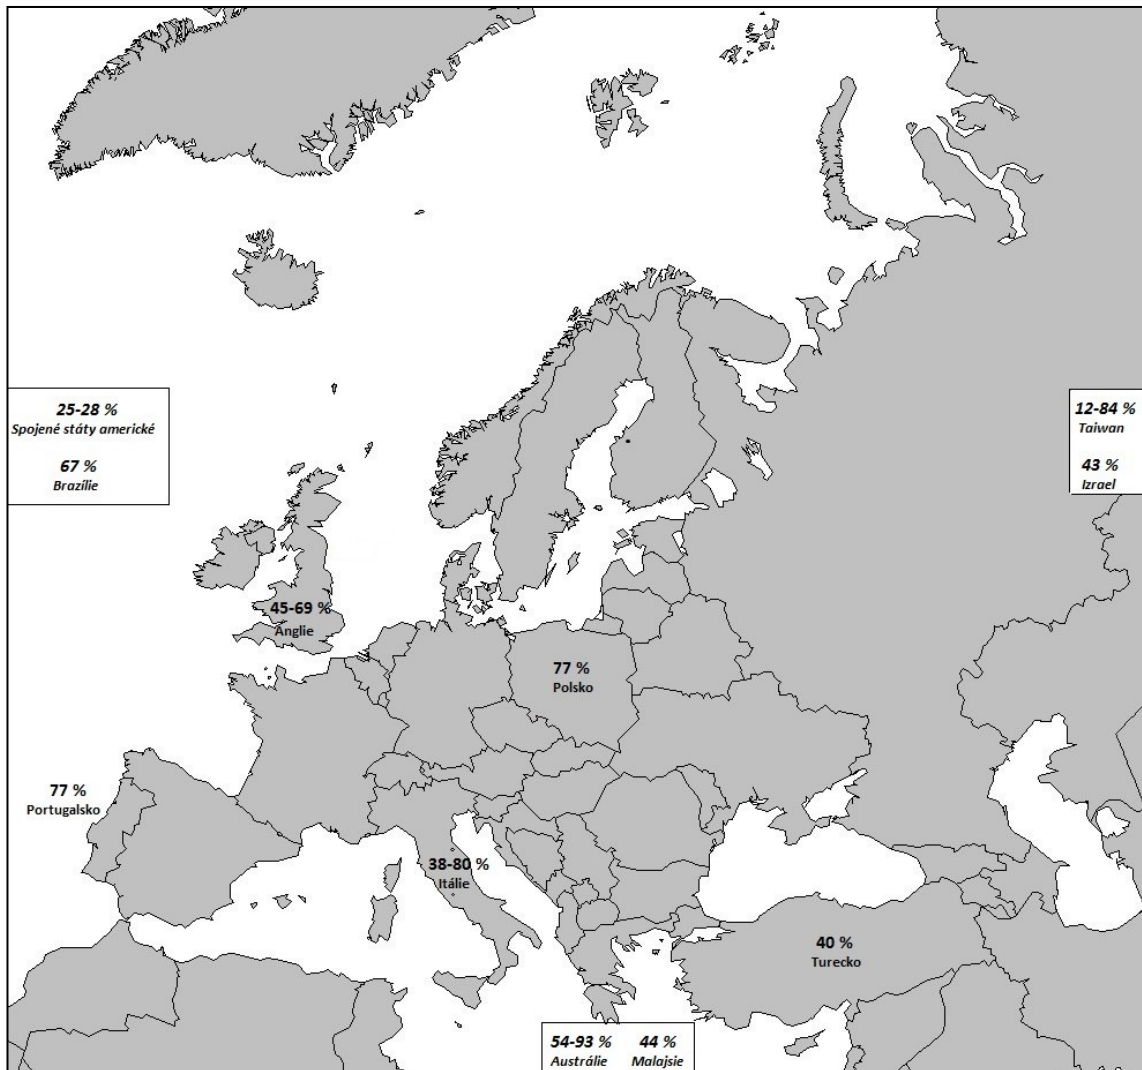 25-28 %
Spojené státy americké
67 %
Brazílie
12-84 %
Taiwan
43 %
Izrael
45-69 %
Anglie
77 %
Polsko
77 %
Portugalsko
38-80 %
Itálie
40 %
Turecko
54-93 %
Austrálie
44 %
Malajsie